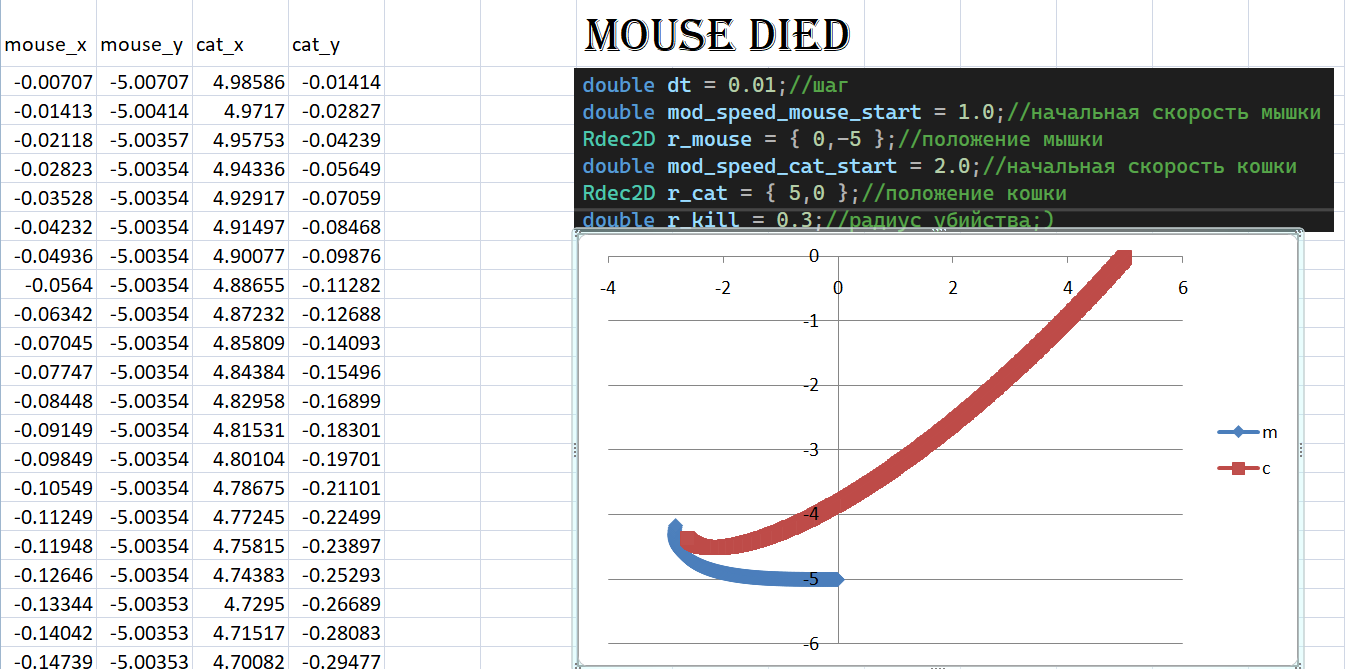 MOUSE DIED
mouse_x mouse_y cat_x cat_y
-0.00707 -5.00707 4.98586 -0.01414
-0.01413 -5.00414 4.9717 -0.02827
-0.02118 -5.00357 4.95753 -0.04239
-0.02823 -5.00354 4.94336 -0.05649
-0.03528 -5.00354 4.92917 -0.07059
-0.04232 -5.00354 4.91497 -0.08468
-0.04936 -5.00354 4.90077 -0.09876
-0.0564 -5.00354 4.88655 -0.11282
-0.06342 -5.00354 4.87232 -0.12688
-0.07045 -5.00354 4.85809 -0.14093
-0.07747 -5.00354 4.84384 -0.15496
-0.08448 -5.00354 4.82958 -0.16899
-0.09149 -5.00354 4.81531 -0.18301
-0.09849 -5.00354 4.80104 -0.19701
-0.10549 -5.00354 4.78675 -0.21101
-0.11249 -5.00354 4.77245 -0.22499
-0.11948 -5.00354 4.75815 -0.23897
-0.12646 -5.00354 4.74383 -0.25293
-0.13344 -5.00353 4.7295 -0.26689
-0.14042 -5.00353 4.71517 -0.28083
-0.14739 -5.00353 4.70082 -0.29477
double dt = 0.01;//шаг
double mod_speed_mouse_start = 1.0;//начальная скорость мышки
Rdec2D r_mouse = { 0,-5 };//положение мышки
double mod_speed_cat_start = 2.0;//начальная скорость кошки
Rdec2D r_cat = { 5,0 };//положение кошки
double r_kill = 0.3;//радиус убийства;)
0
-4 -2 0 2 4 6
-1
-2
-3
-4
-5
-6
m
c